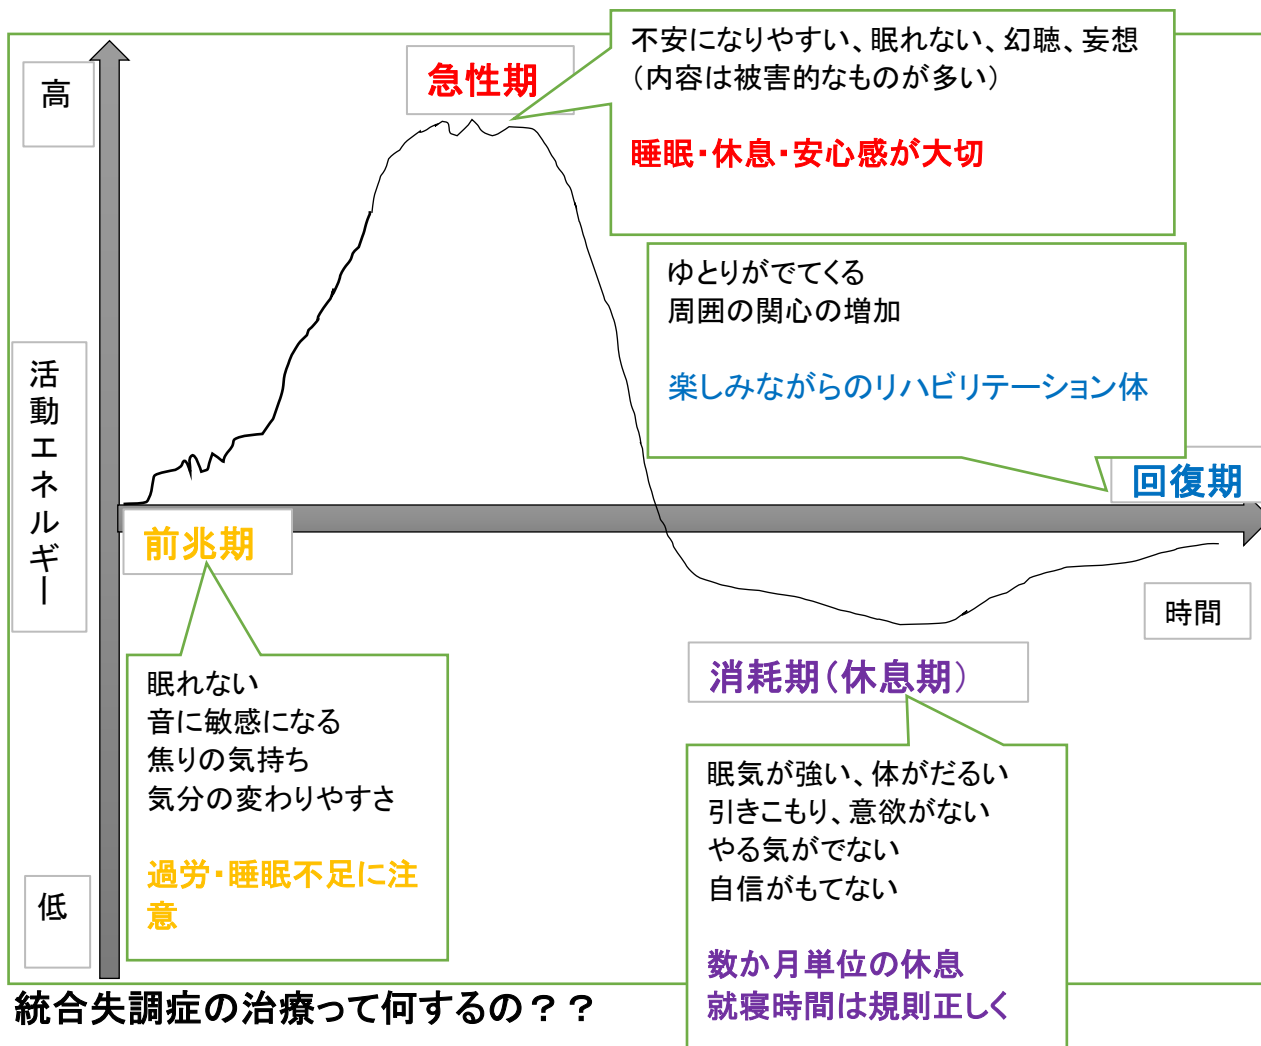 高
急性期
不安になりやすい、眠れない、幻聴、妄想
（内容は被害的なものが多い）
睡眠・休息・安心感が大切
ゆとりがでてくる
周囲の関心の増加
楽しみながらのリハビリテーション体
回復期
活動エネルギー
前兆期
時間
眠れない
音に敏感になる
焦りの気持ち
気分の変わりやすさ
過労・睡眠不足に注
意
消耗期（休息期）
眠気が強い、体がだるい
引きこもり、意欲がない
やる気がでない
自信がもてない
数か月単位の休息
就寝時間は規則正しく
低
統合失調症の治療って何するの？？